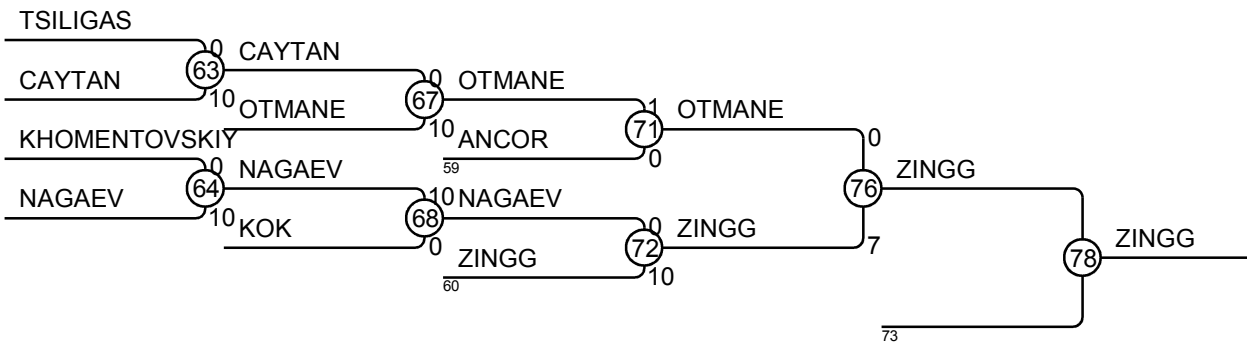 TSILIGAS
0
63
CAYTAN
CAYTAN
10
0
67
OTMANE
OTMANE
10
1
71
OTMANE
KHOMENTOVSKIY
0
64
NAGAEV
NAGAEV
10
ANCOR
59
0
0
76
ZINGG
10
68
NAGAEV
KOK
0
0
72
ZINGG
7
ZINGG
60
10
78
ZINGG
73